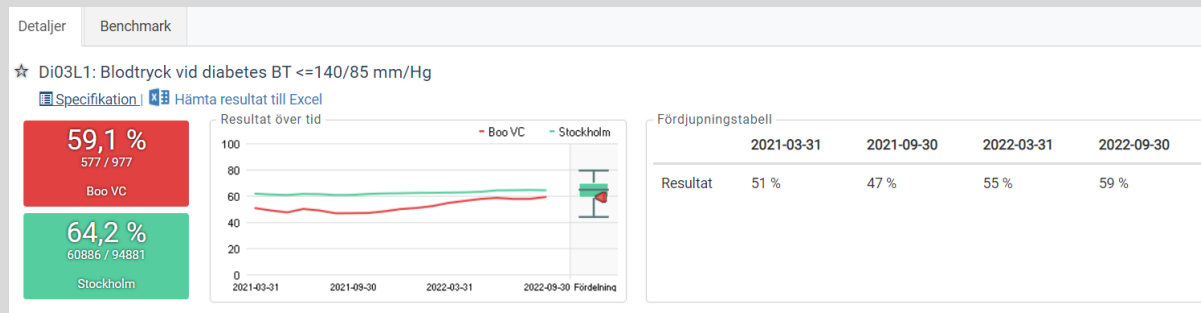 Detaljer
Benchmark
Di03L1: Blodtryck vid diabetes BT <=140/85 mm/Hg
Specifikation | Hämta resultat till Excel
59,1 %
577 / 977
Boo VC
64,2 %
60886 / 94881
Stockholm
Resultat över tid
Boo VC Stockholm
100
80
60
40
20
0
2021-03-31 2021-09-30 2022-03-31 2022-09-30 Fördelning
Fördjupningstabell
2021-03-31 2021-09-30 2022-03-31 2022-09-30
Resultat 51 % 47 % 55 % 59 %